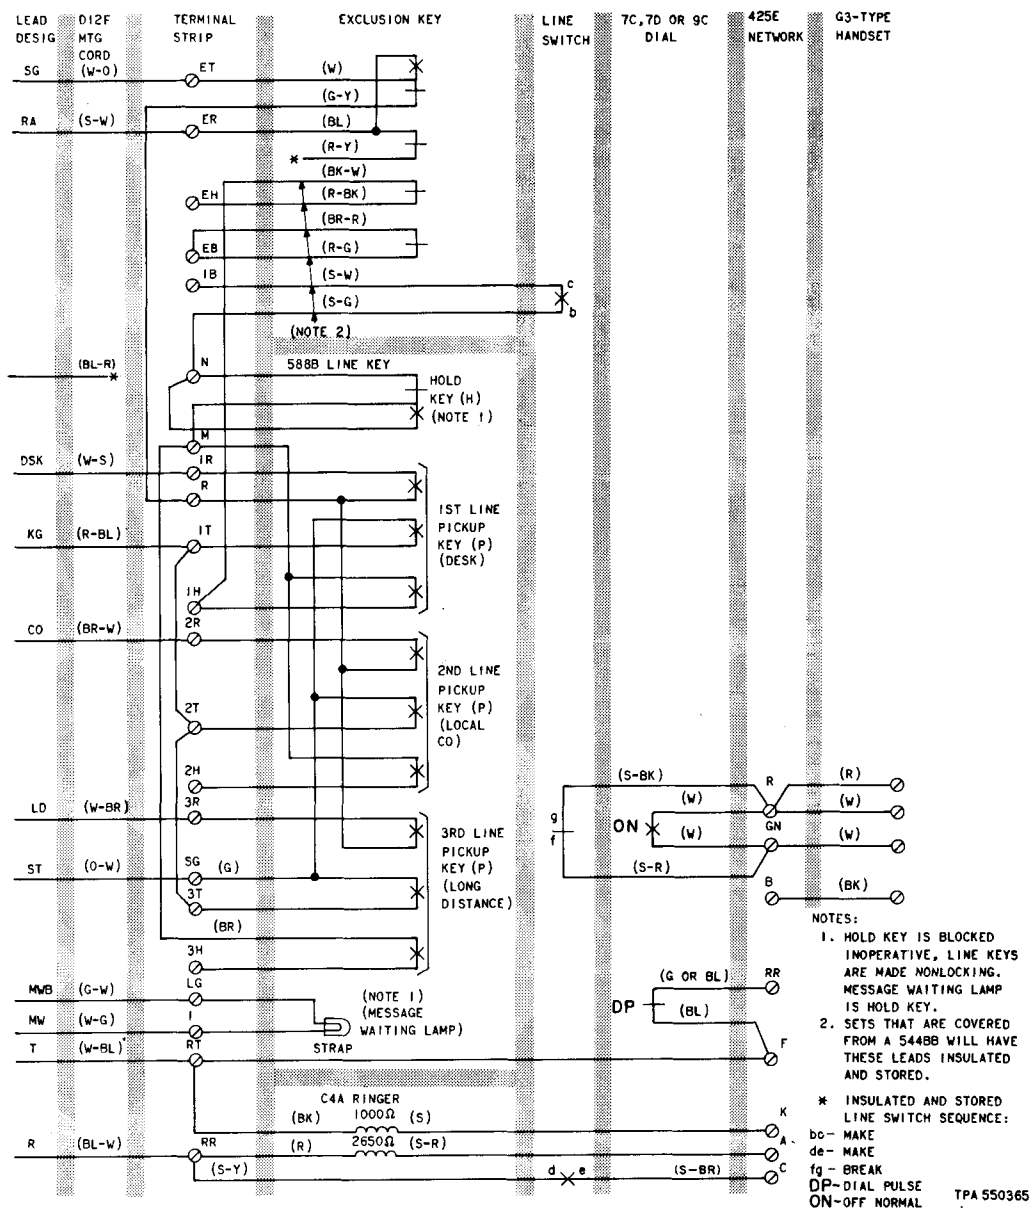 LEAD DESIG
D12F MTG CORD
TERMINAL STRIP
EXCLUSION KEY
LINE SWITCH
7C,7D OR 9C DIAL
425E NETWORK
G3-TYPE HANDSET
SG (W-O) ET (W)
(G-Y)
RA (S-W) ER (BL)
(R-Y)
*
(BK-W)
EH (R-BK)
(BR-R)
EB (R-G)
IB (S-W) c
(S-G) b
(NOTE 2)
(BL-R) *
N
588B LINE KEY
HOLD
KEY (H)
(NOTE 1)
M
DSK (W-S) IR
R
1ST LINE
PICKUP
KEY (P)
(DESK)
KG (R-BL) IT
IH
CO (BR-W) 2R
2ND LINE
PICKUP
KEY (P)
(LOCAL
CO)
2T
2H
(S-BK) R (R)
LD (W-BR) 3R
3RD LINE
PICKUP
KEY (P)
(LONG
DISTANCE)
g
f
ON
(W) (W)
GN
(W) (W)
(S-R)
B (BK)
ST (O-W) SG (G)
3T
(BR)
3H
MWB (G-W) LG
(NOTE 1)
(MESSAGE
WAITING LAMP)
MW (W-G) I
STRAP
T (W-BL) RT
DP
(G OR BL) RR
(BL)
F
C4A RINGER
(BK) 1000Ω (S) K
R (BL-W) RR (R) 2650Ω (S-R) A
(S-Y) d e (S-BR) C
NOTES:
1. HOLD KEY IS BLOCKED
INOPERATIVE, LINE KEYS
ARE MADE NONLOCKING.
MESSAGE WAITING LAMP
IS HOLD KEY.
2. SETS THAT ARE COVERED
FROM A 544BB WILL HAVE
THESE LEADS INSULATED
AND STORED.
* INSULATED AND STORED
LINE SWITCH SEQUENCE:
bc- MAKE
de- MAKE
fg - BREAK
DP-DIAL PULSE
ON-OFF NORMAL
TPA 550365